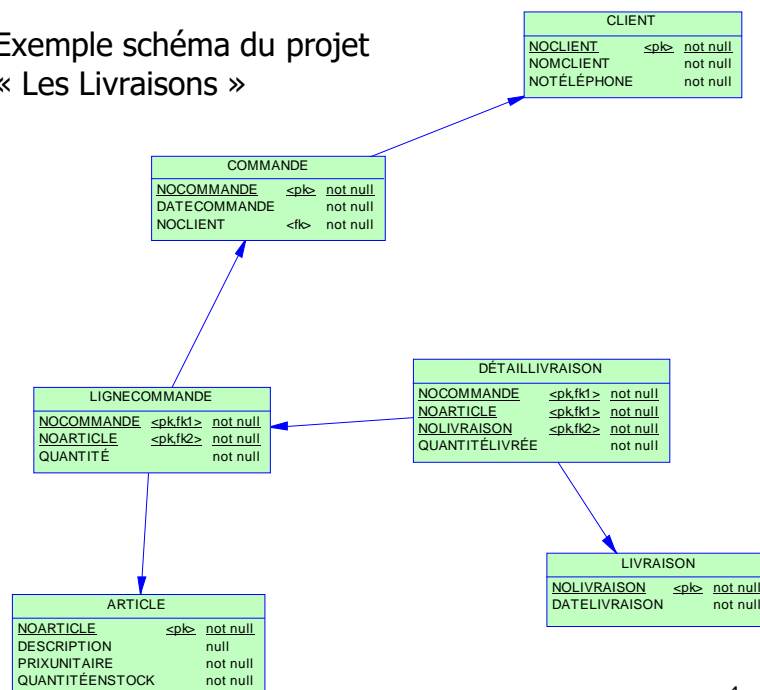 Exemple schéma du projet
« Les Livraisons »
CLIENT
NOCLIENT <pk> not null
NOMCLIENT not null
NOTÉLÉPHONE not null
COMMANDE
NOCOMMANDE <pk> not null
DATECOMMANDE not null
NOCLIENT <fk> not null
LIGNECOMMANDE
NOCOMMANDE <pk,fk1> not null
NOARTICLE <pk,fk2> not null
QUANTITÉ not null
DÉTAILLIVRAISON
NOCOMMANDE <pk,fk1> not null
NOARTICLE <pk,fk1> not null
NOLIVRAISON <pk,fk2> not null
QUANTITÉLIVRÉE not null
LIVRAISON
NOLIVRAISON <pk> not null
DATELIVRAISON not null
ARTICLE
NOARTICLE <pk> not null
DESCRIPTION null
PRIXUNITAIRE not null
QUANTITÉENSTOCK not null